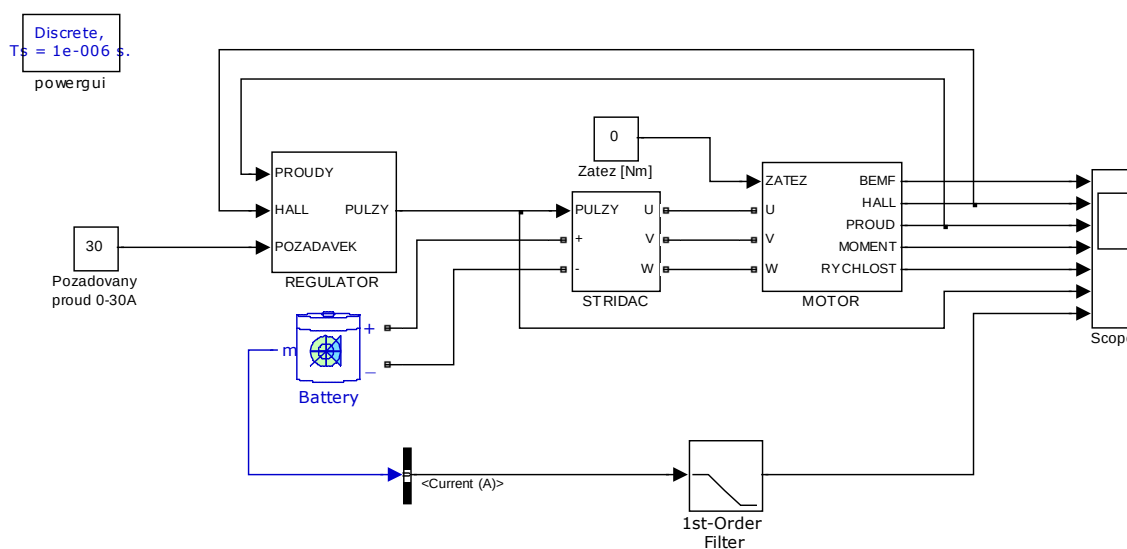 Discrete,
Ts = 1e-006 s.
powergui
0
Zatez [Nm]
PROUDY
HALL
POZADAVEK
PULZY
REGULATOR
30
Pozadovany
proud 0-30A
PULZY
+
-
U
V
W
STRIDAC
ZATEZ
U
V
W
BEMF
HALL
PROUD
MOMENT
RYCHLOST
MOTOR
Scope
m
+
_
Battery
<Current (A)>
1st-Order
Filter